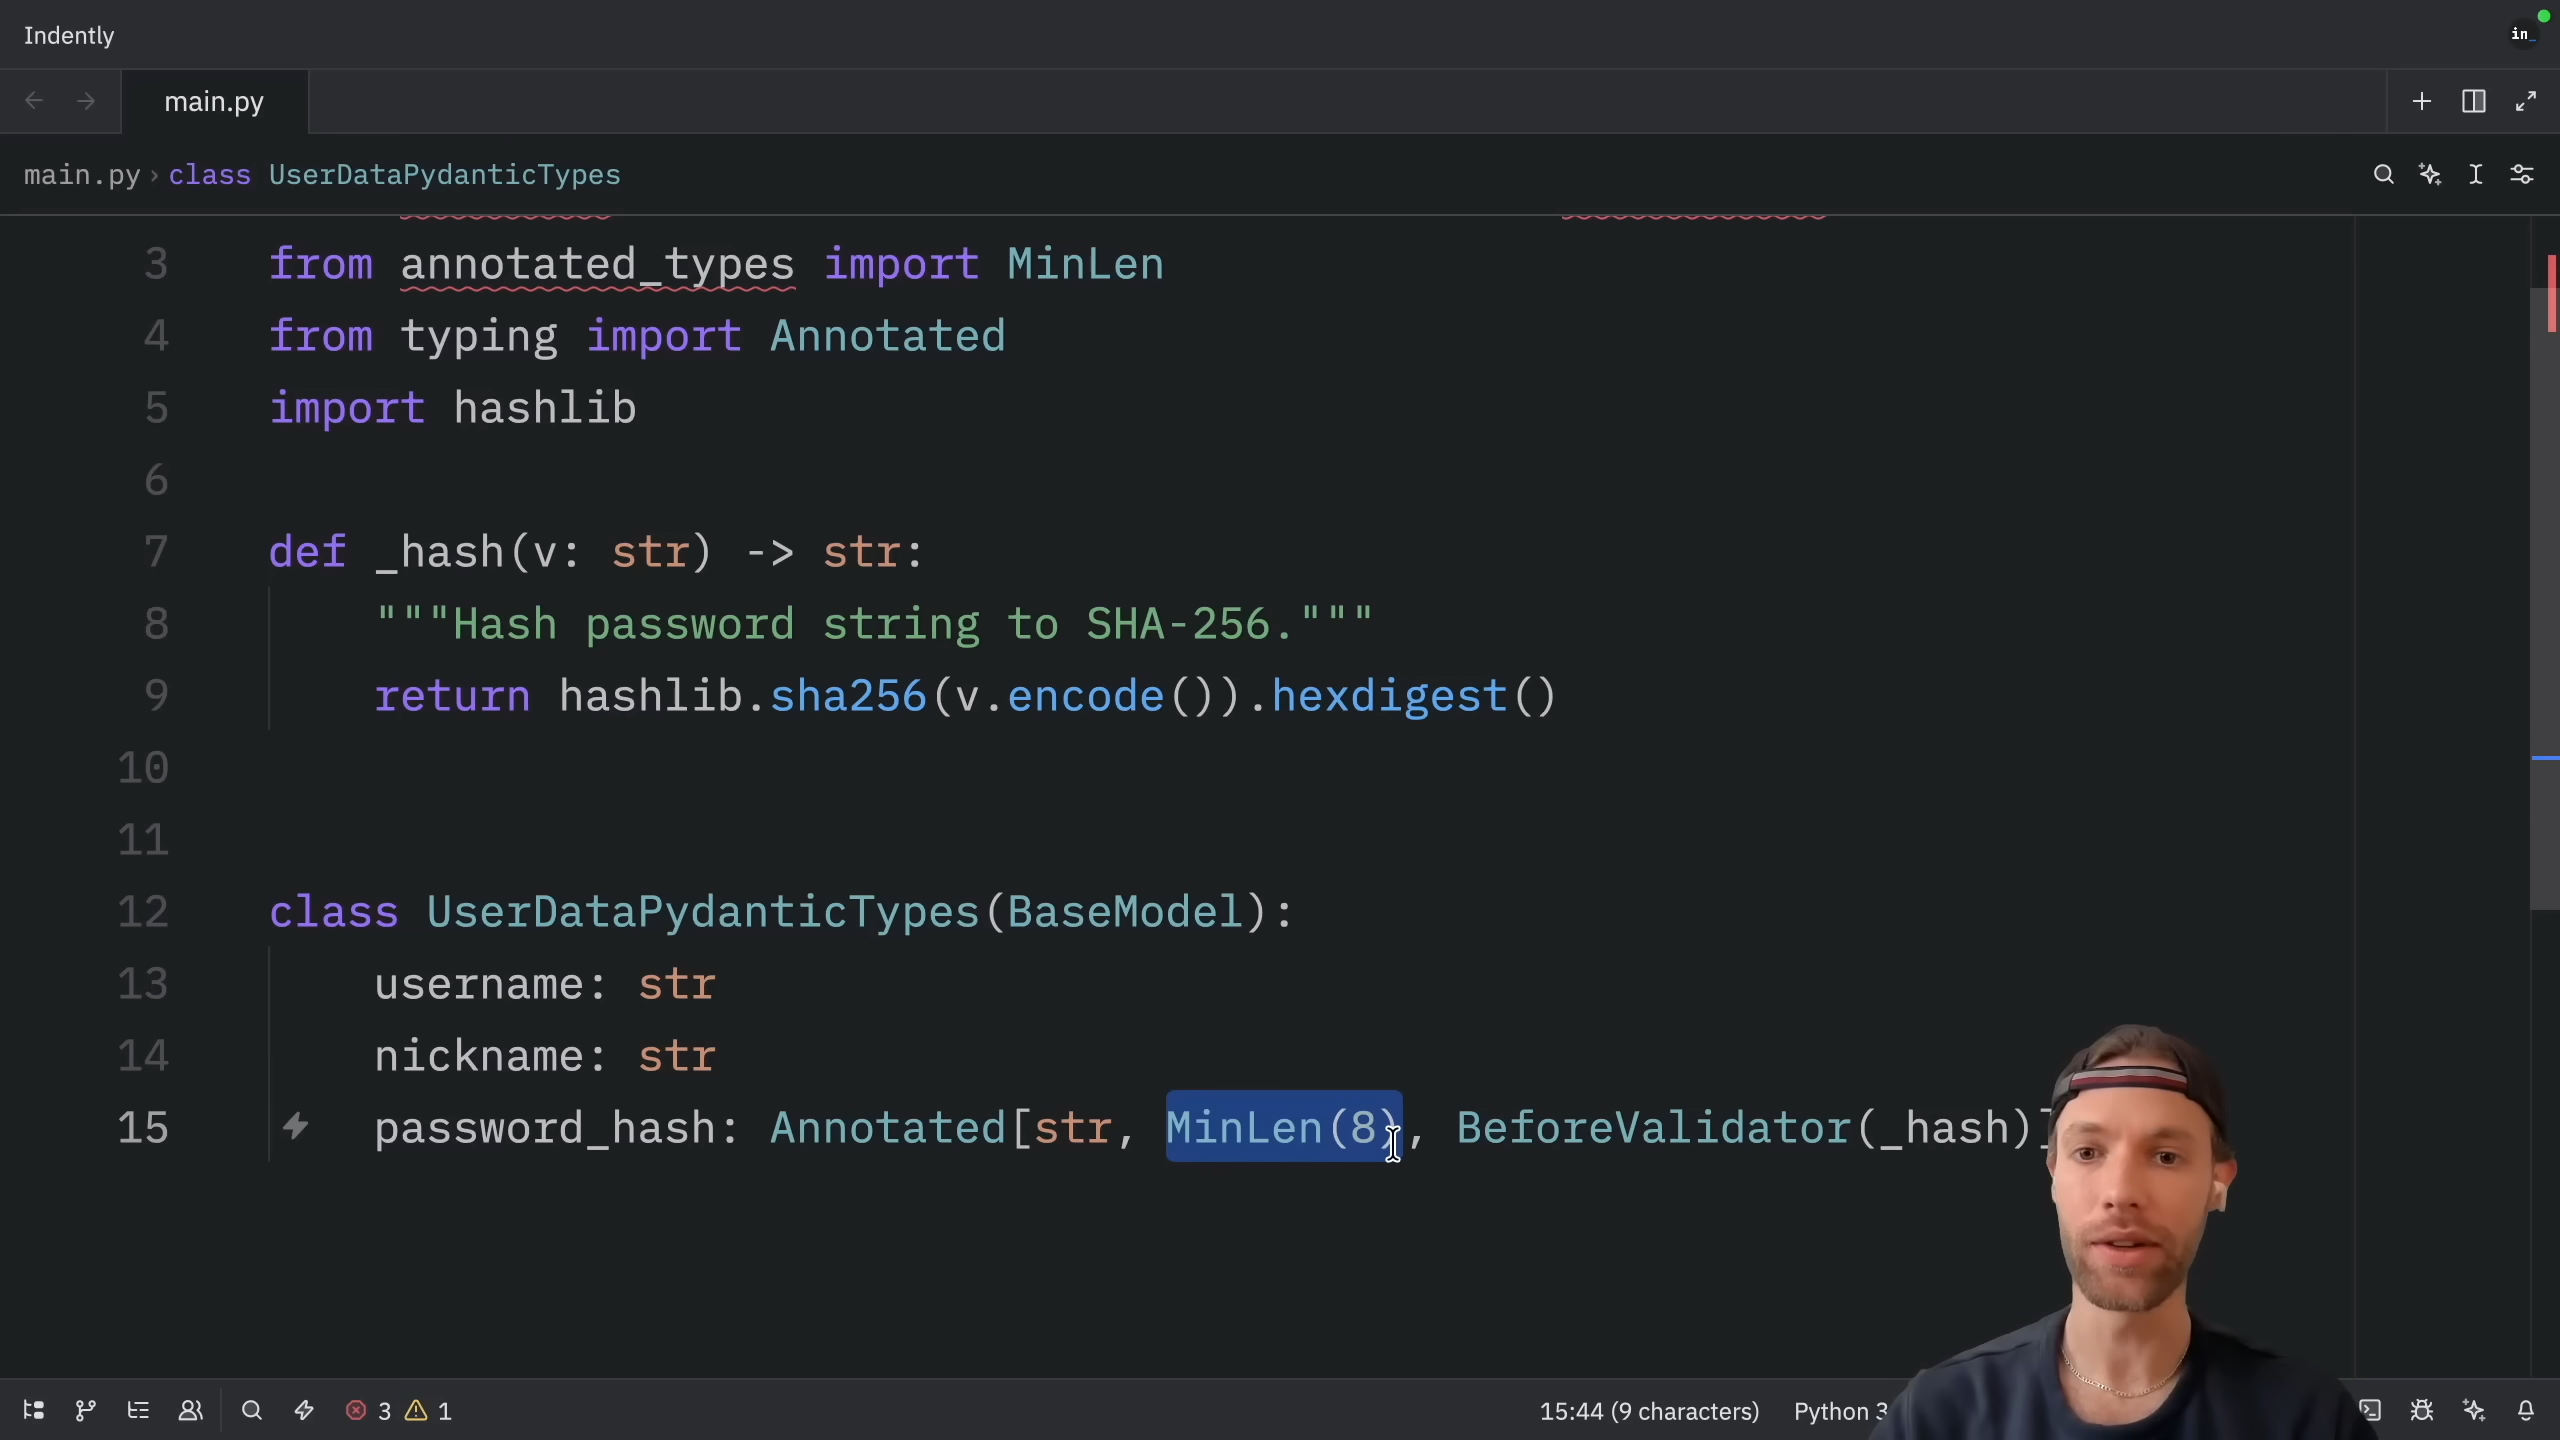 Indently
in_
main.py
main.py › class UserDataPydanticTypes
3 from annotated_types import MinLen
4 from typing import Annotated
5 import hashlib
6
7 def _hash(v: str) -> str:
8 """Hash password string to SHA-256."""
9 return hashlib.sha256(v.encode()).hexdigest()
10
11
12 class UserDataPydanticTypes(BaseModel):
13 username: str
14 nickname: str
15 password_hash: Annotated[str, MinLen(8), BeforeValidator(_hash)]
3 1 15:44 (9 characters) Python 3